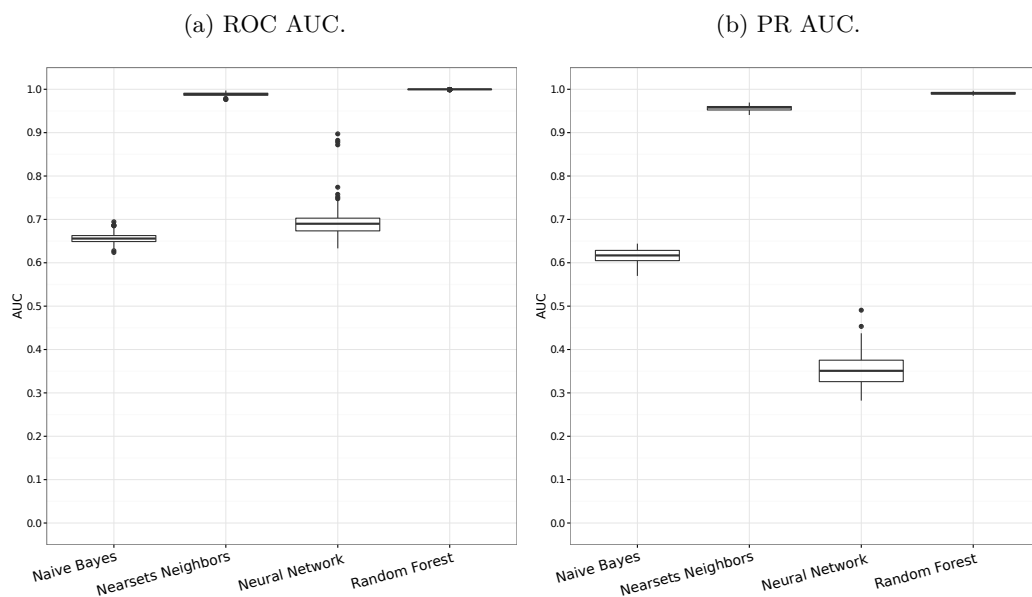 (a) ROC AUC.
AUC
1.0
0.9
0.8
0.7
0.6
0.5
0.4
0.3
0.2
0.1
0.0
Naive Bayes
Nearsets Neighbors
Neural Network
Random Forest
(b) PR AUC.
AUC
1.0
0.9
0.8
0.7
0.6
0.5
0.4
0.3
0.2
0.1
0.0
Naive Bayes
Nearsets Neighbors
Neural Network
Random Forest